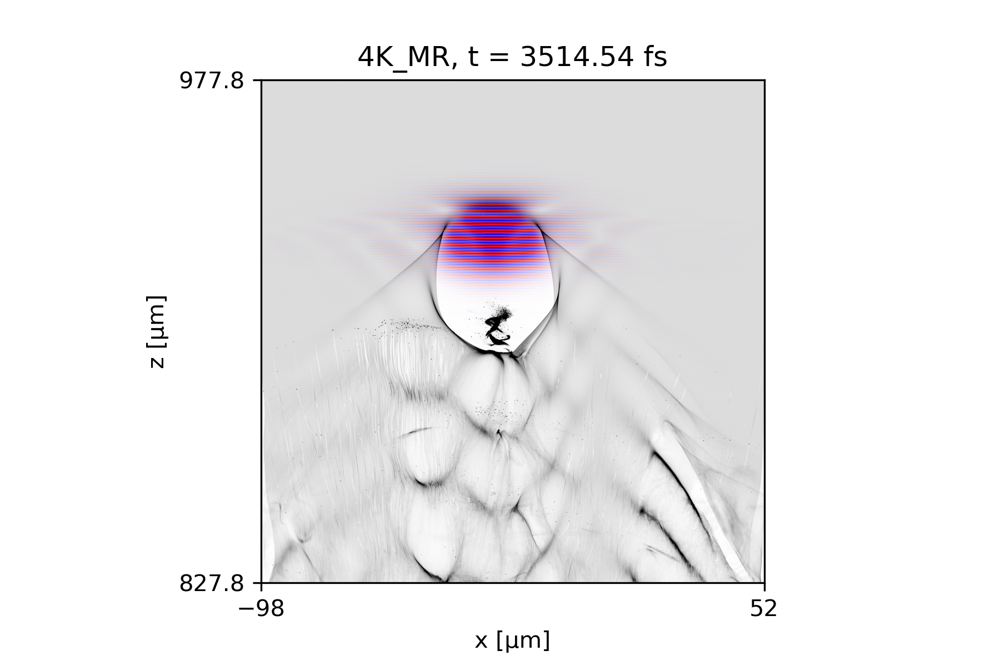 4K_MR, t = 3514.54 fs
977.8
z [μm]
827.8
−98
52
x [μm]